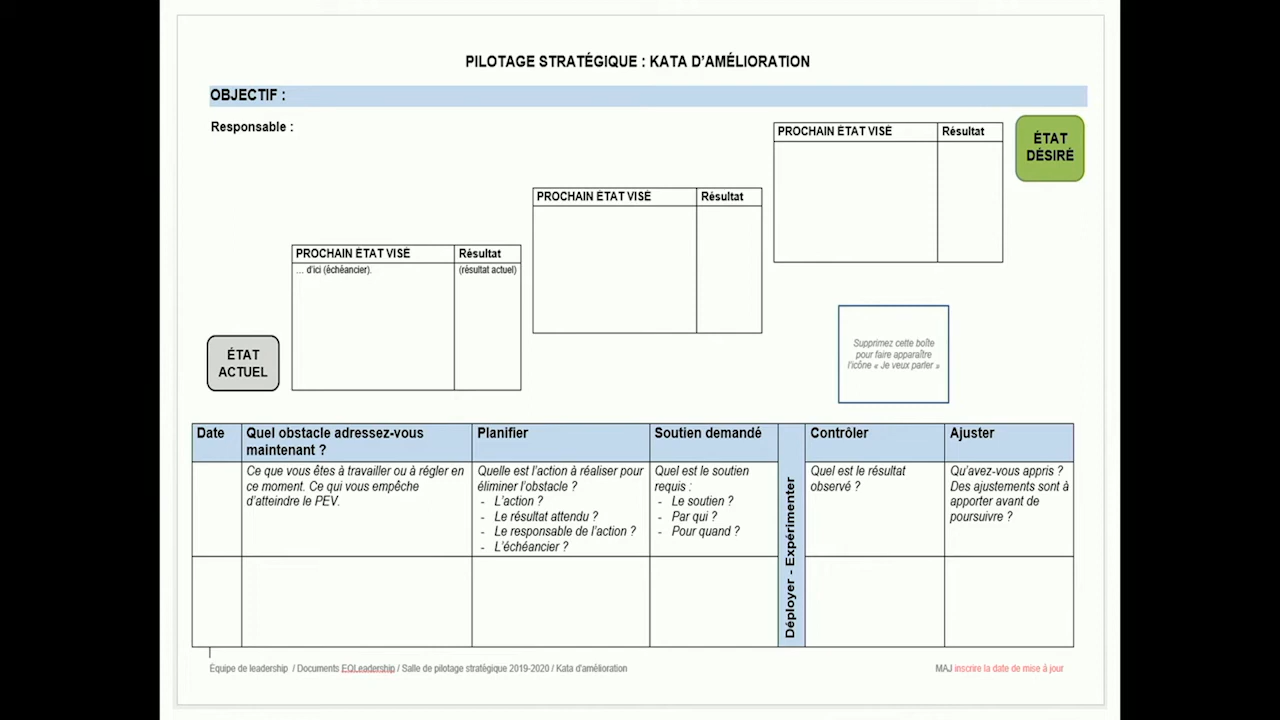 PILOTAGE STRATÉGIQUE : KATA D'AMÉLIORATION
OBJECTIF :
Responsable :
PROCHAIN ÉTAT VISÉ
Résultat
ÉTAT
DÉSIRÉ
PROCHAIN ÉTAT VISÉ
Résultat
PROCHAIN ÉTAT VISÉ
Résultat
… d'ici (échéancier).
(résultat actuel)
ÉTAT
ACTUEL
Supprimez cette boîte
pour faire apparaître
l'icône « Je veux parler »
Date
Quel obstacle adressez-vous
maintenant ?
Planifier
Soutien demandé
Déployer - Expérimenter
Contrôler
Ajuster
Ce que vous êtes à travailler ou à régler en
ce moment. Ce qui vous empêche
d'atteindre le PEV.
Quelle est l'action à réaliser pour
éliminer l'obstacle ?
- L'action ?
- Le résultat attendu ?
- Le responsable de l'action ?
- L'échéancier ?
Quel est le soutien
requis :
- Le soutien ?
- Par qui ?
- Pour quand ?
Quel est le résultat
observé ?
Qu'avez-vous appris ?
Des ajustements sont à
apporter avant de
poursuivre ?
Équipe de leadership / Documents EQLeadership / Salle de pilotage stratégique 2019-2020 / Kata d'amélioration
MAJ inscrire la date de mise à jour